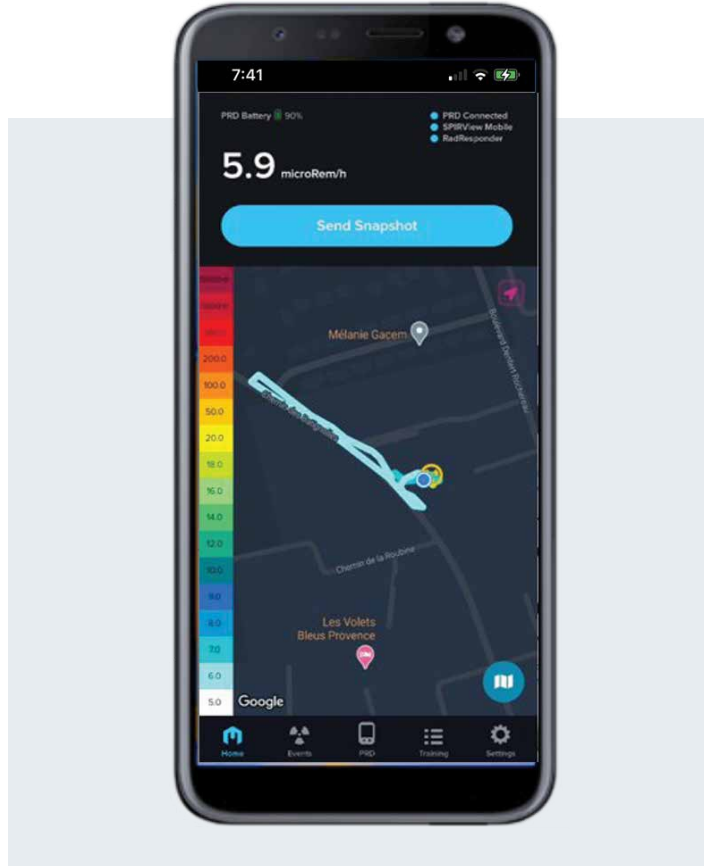 7:41
PRD Battery 90%
PRD Connected
SPIRView Mobile
RadResponder
5.9 microRem/h
Send Snapshot
Mélanie Gacem
Boulevard Denfert Rochereau
200.0
100.0
50.0
20.0
18.0
16.0
14.0
12.0
10.0
9.0
8.0
7.0
6.0
5.0
Chemin de la Roubine
Les Volets
Bleus Provence
Google
Home
Events
PRD
Training
Settings